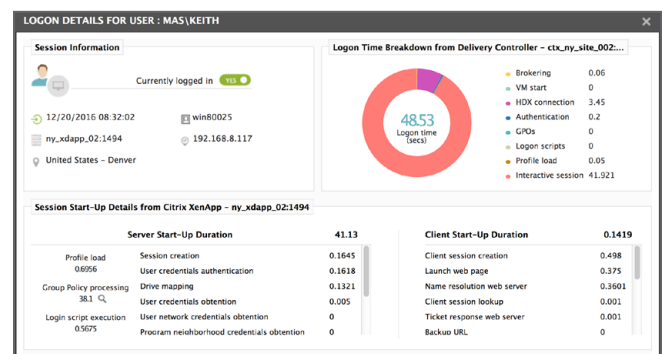 LOGON DETAILS FOR USER : MAS\KEITH
Session Information
Currently logged in YES
12/20/2016 08:32:02
win80025
ny_xdapp_02:1494
192.168.8.117
United States - Denver
Logon Time Breakdown from Delivery Controller - ctx_ny_site_002:...
48.53
Logon time
(secs)
Brokering 0.06
VM start 0
HDX connection 3.45
Authentication 0.2
GPOs 0
Logon scripts 0
Profile load 0.05
Interactive session 41.921
Session Start-Up Details from Citrix XenApp - ny_xdapp_02:1494
Server Start-Up Duration 41.13
Profile load
0.6956
Group Policy processing
38.1
Login script execution
0.5675
Session creation 0.1645
User credentials authentication 0.1618
Drive mapping 0.1321
User credentials obtention 0.005
User network credentials obtention 0
Program neighborhood credentials obtention 0
Client Start-Up Duration 0.1419
Client session creation 0.498
Launch web page 0.375
Name resolution web server 0.3601
Client session lookup 0.001
Ticket response web server 0.001
Backup URL 0